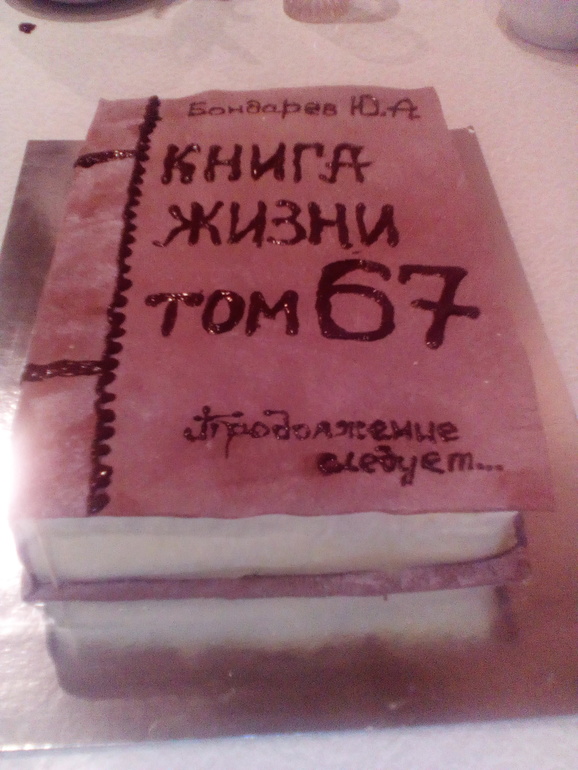 Бондарев Ю.А
КНИГА
ЖИЗНИ
ТОМ 67
Продолжение
следует...